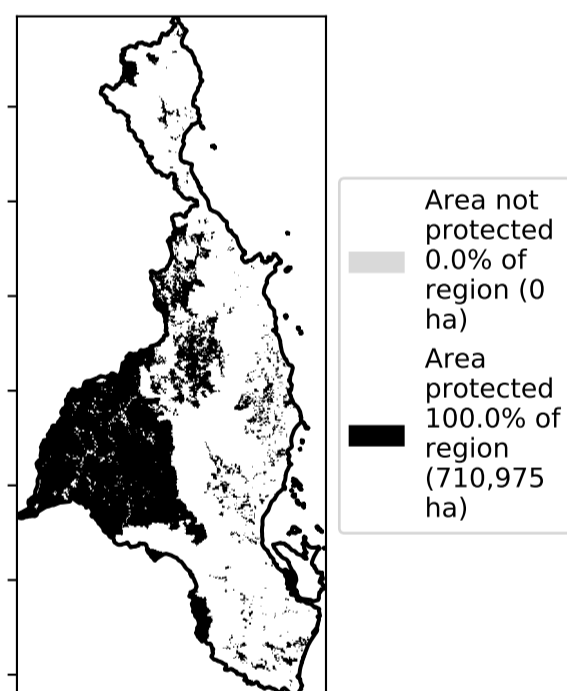 Area not
protected
0.0% of
region (0
ha)
Area
protected
100.0% of
region
(710,975
ha)